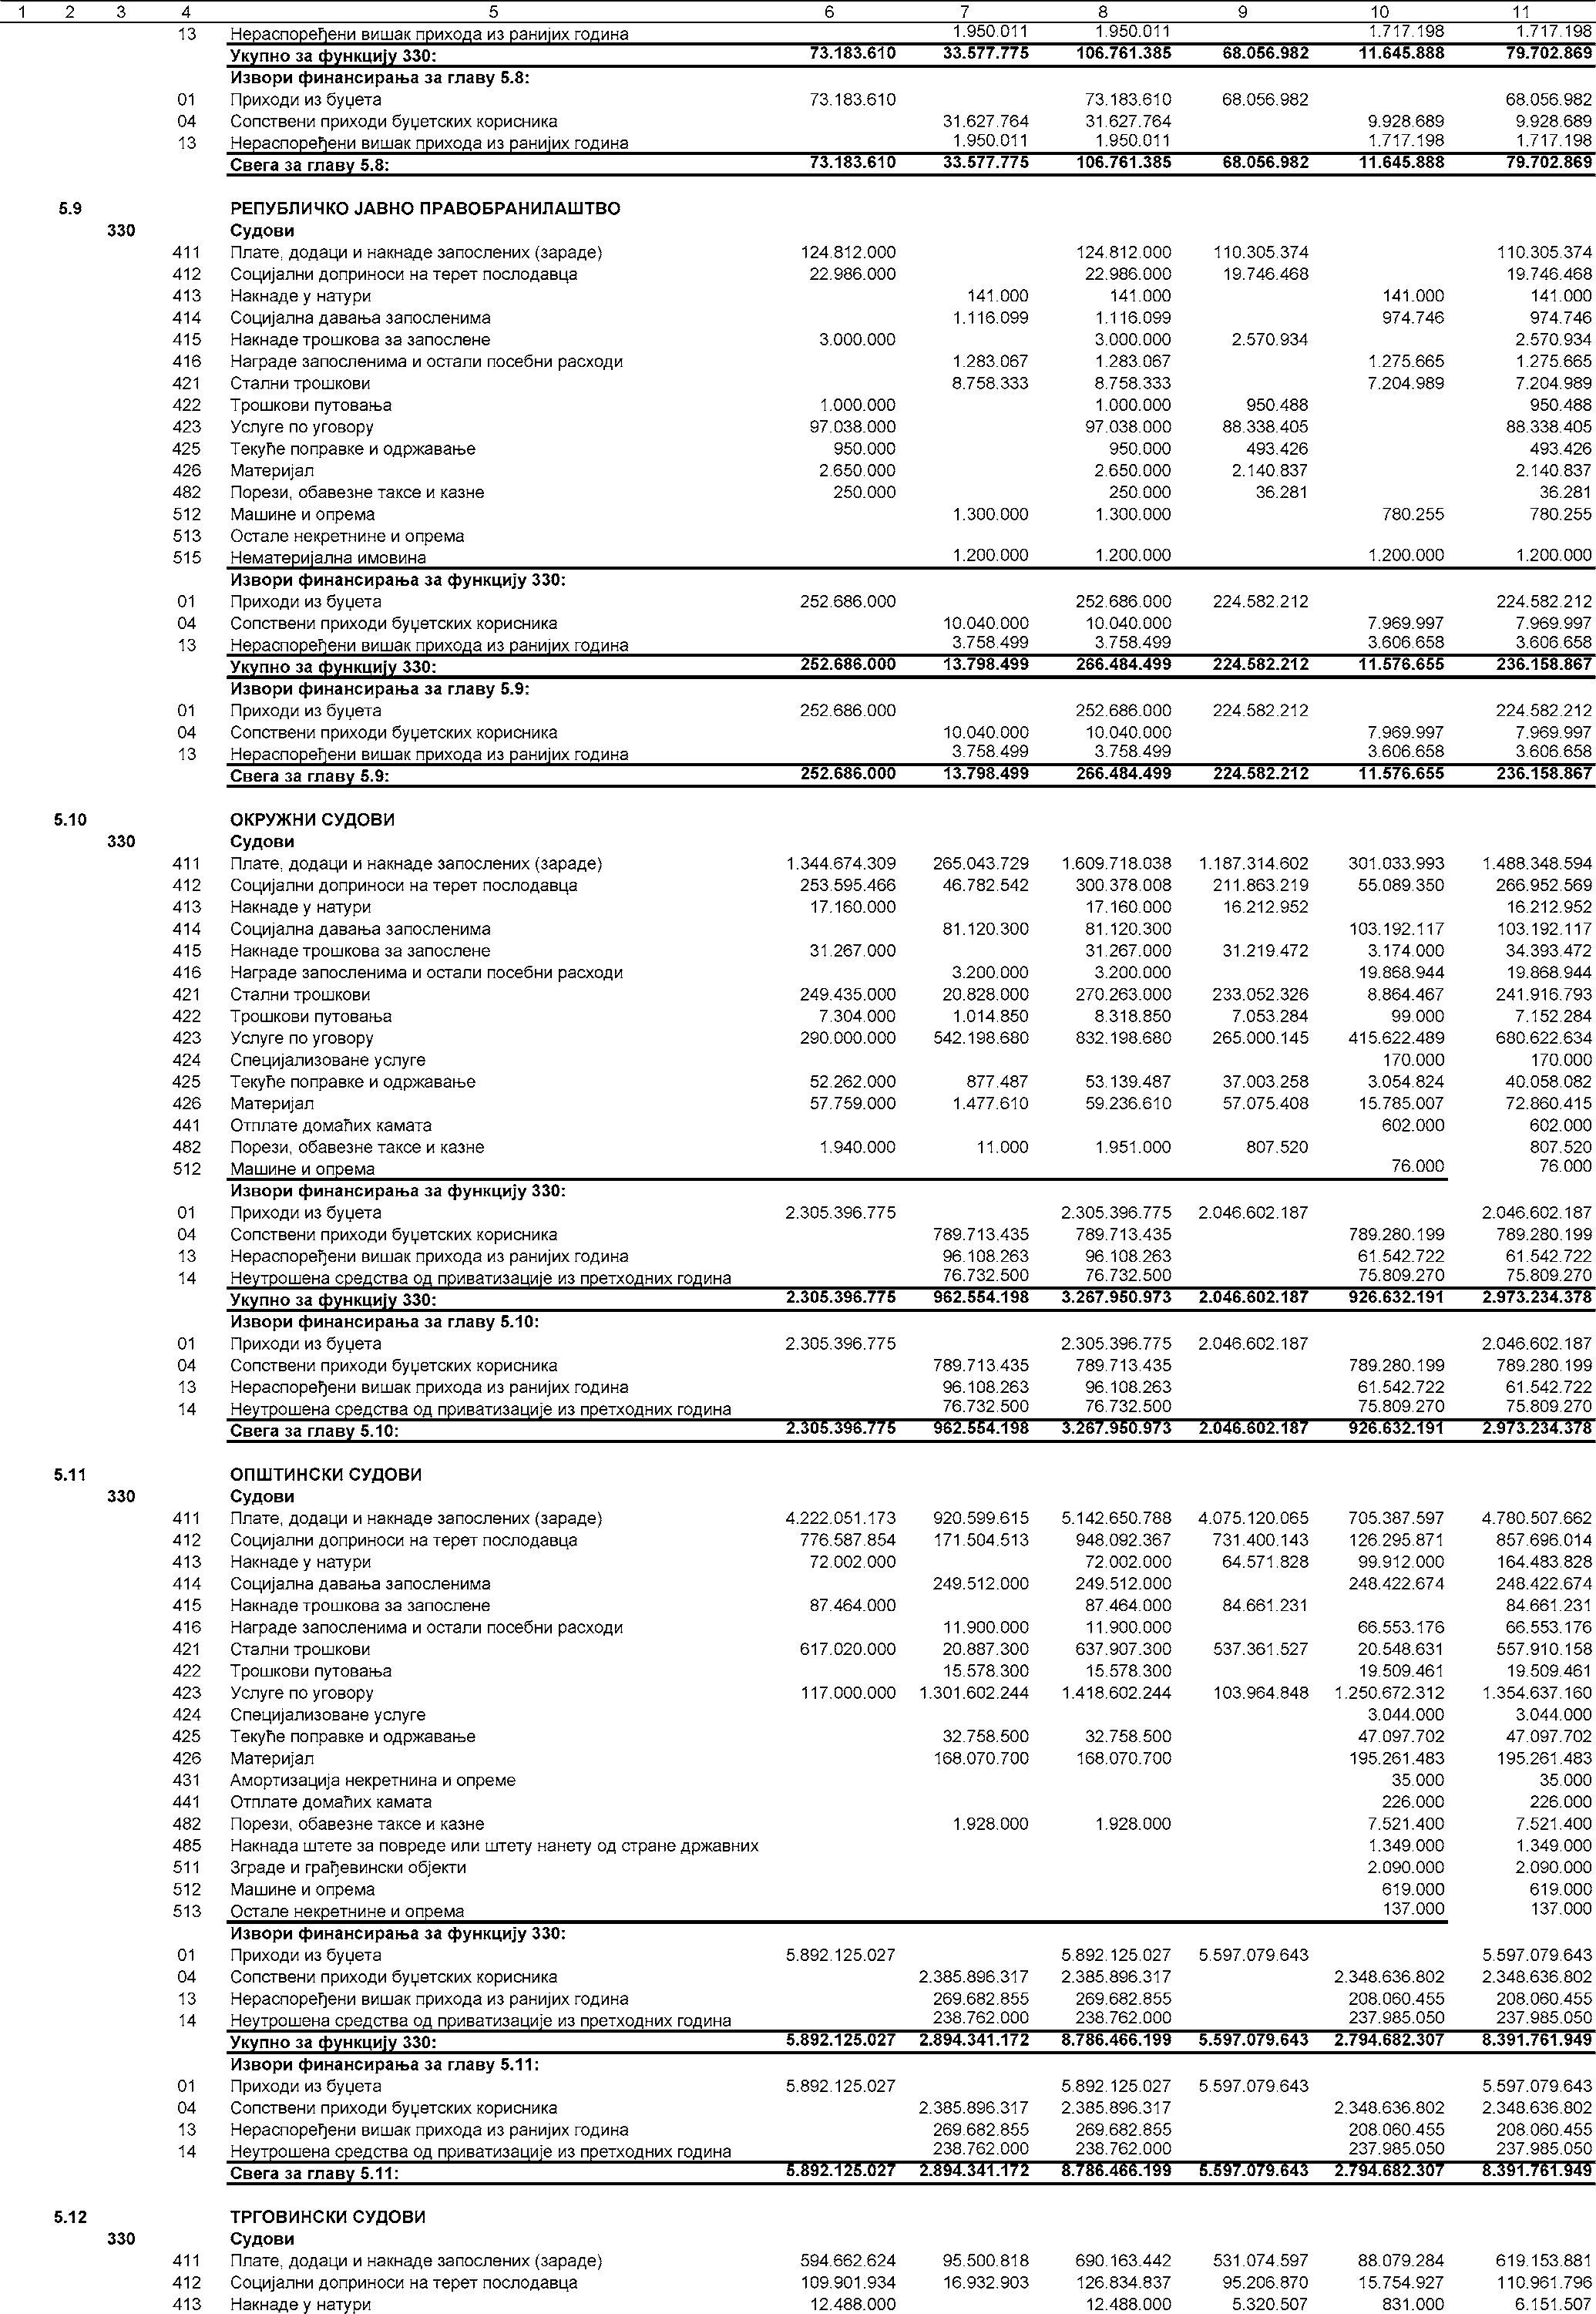 1 2 3 4 5 6 7 8 9 10 11
13 Нераспоређени вишак прихода из ранијих година 1.950.011 1.950.011 1.717.198 1.717.198
Укупно за функцију 330: 73.183.610 33.577.775 106.761.385 68.056.982 11.645.888 79.702.869
Извори финансирања за главу 5.8:
01 Приходи из буџета 73.183.610 73.183.610 68.056.982 68.056.982
04 Сопствени приходи буџетских корисника 31.627.764 31.627.764 9.928.689 9.928.689
13 Нераспоређени вишак прихода из ранијих година 1.950.011 1.950.011 1.717.198 1.717.198
Свега за главу 5.8: 73.183.610 33.577.775 106.761.385 68.056.982 11.645.888 79.702.869
5.9 РЕПУБЛИЧКО ЈАВНО ПРАВОБРАНИЛАШТВО
330 Судови
411 Плате, додаци и накнаде запослених (зараде) 124.812.000 124.812.000 110.305.374 110.305.374
412 Социјални доприноси на терет послодавца 22.986.000 22.986.000 19.746.468 19.746.468
413 Накнаде у натури 141.000 141.000 141.000 141.000
414 Социјална давања запосленима 1.116.099 1.116.099 974.746 974.746
415 Накнаде трошкова за запослене 3.000.000 3.000.000 2.570.934 2.570.934
416 Награде запосленима и остали посебни расходи 1.283.067 1.283.067 1.275.665 1.275.665
421 Стални трошкови 8.758.333 8.758.333 7.204.989 7.204.989
422 Трошкови путовања 1.000.000 1.000.000 950.488 950.488
423 Услуге по уговору 97.038.000 97.038.000 88.338.405 88.338.405
425 Текуће поправке и одржавање 950.000 950.000 493.426 493.426
426 Материјал 2.650.000 2.650.000 2.140.837 2.140.837
482 Порези, обавезне таксе и казне 250.000 250.000 36.281 36.281
512 Машине и опрема 1.300.000 1.300.000 780.255 780.255
513 Остале некретнине и опрема
515 Нематеријална имовина 1.200.000 1.200.000 1.200.000 1.200.000
Извори финансирања за функцију 330:
01 Приходи из буџета 252.686.000 252.686.000 224.582.212 224.582.212
04 Сопствени приходи буџетских корисника 10.040.000 10.040.000 7.969.997 7.969.997
13 Нераспоређени вишак прихода из ранијих година 3.758.499 3.758.499 3.606.658 3.606.658
Укупно за функцију 330: 252.686.000 13.798.499 266.484.499 224.582.212 11.576.655 236.158.867
Извори финансирања за главу 5.9:
01 Приходи из буџета 252.686.000 252.686.000 224.582.212 224.582.212
04 Сопствени приходи буџетских корисника 10.040.000 10.040.000 7.969.997 7.969.997
13 Нераспоређени вишак прихода из ранијих година 3.758.499 3.758.499 3.606.658 3.606.658
Свега за главу 5.9: 252.686.000 13.798.499 266.484.499 224.582.212 11.576.655 236.158.867
5.10 ОКРУЖНИ СУДОВИ
330 Судови
411 Плате, додаци и накнаде запослених (зараде) 1.344.674.309 265.043.729 1.609.718.038 1.187.314.602 301.033.993 1.488.348.594
412 Социјални доприноси на терет послодавца 253.595.466 46.782.542 300.378.008 211.863.219 55.089.350 266.952.569
413 Накнаде у натури 17.160.000 17.160.000 16.212.952 16.212.952
414 Социјална давања запосленима 81.120.300 81.120.300 103.192.117 103.192.117
415 Накнаде трошкова за запослене 31.267.000 31.267.000 31.219.472 3.174.000 34.393.472
416 Награде запосленима и остали посебни расходи 3.200.000 3.200.000 19.868.944 19.868.944
421 Стални трошкови 249.435.000 20.828.000 270.263.000 233.052.326 8.864.467 241.916.793
422 Трошкови путовања 7.304.000 1.014.850 8.318.850 7.053.284 99.000 7.152.284
423 Услуге по уговору 290.000.000 542.198.680 832.198.680 265.000.145 415.622.489 680.622.634
424 Специјализоване услуге 170.000 170.000
425 Текуће поправке и одржавање 52.262.000 877.487 53.139.487 37.003.258 3.054.824 40.058.082
426 Материјал 57.759.000 1.477.610 59.236.610 57.075.408 15.785.007 72.860.415
441 Отплате домаћих камата 602.000 602.000
482 Порези, обавезне таксе и казне 1.940.000 11.000 1.951.000 807.520 807.520
512 Машине и опрема 76.000 76.000
Извори финансирања за функцију 330:
01 Приходи из буџета 2.305.396.775 2.305.396.775 2.046.602.187 2.046.602.187
04 Сопствени приходи буџетских корисника 789.713.435 789.713.435 789.280.199 789.280.199
13 Нераспоређени вишак прихода из ранијих година 96.108.263 96.108.263 61.542.722 61.542.722
14 Неутрошена средства од приватизације из претходних година 76.732.500 76.732.500 75.809.270 75.809.270
Укупно за функцију 330: 2.305.396.775 962.554.198 3.267.950.973 2.046.602.187 926.632.191 2.973.234.378
Извори финансирања за главу 5.10:
01 Приходи из буџета 2.305.396.775 2.305.396.775 2.046.602.187 2.046.602.187
04 Сопствени приходи буџетских корисника 789.713.435 789.713.435 789.280.199 789.280.199
13 Нераспоређени вишак прихода из ранијих година 96.108.263 96.108.263 61.542.722 61.542.722
14 Неутрошена средства од приватизације из претходних година 76.732.500 76.732.500 75.809.270 75.809.270
Свега за главу 5.10: 2.305.396.775 962.554.198 3.267.950.973 2.046.602.187 926.632.191 2.973.234.378
5.11 ОПШТИНСКИ СУДОВИ
330 Судови
411 Плате, додаци и накнаде запослених (зараде) 4.222.051.173 920.599.615 5.142.650.788 4.075.120.065 705.387.597 4.780.507.662
412 Социјални доприноси на терет послодавца 776.587.854 171.504.513 948.092.367 731.400.143 126.295.871 857.696.014
413 Накнаде у натури 72.002.000 72.002.000 64.571.828 99.912.000 164.483.828
414 Социјална давања запосленима 249.512.000 249.512.000 248.422.674 248.422.674
415 Накнаде трошкова за запослене 87.464.000 87.464.000 84.661.231 84.661.231
416 Награде запосленима и остали посебни расходи 11.900.000 11.900.000 66.553.176 66.553.176
421 Стални трошкови 617.020.000 20.887.300 637.907.300 537.361.527 20.548.631 557.910.158
422 Трошкови путовања 15.578.300 15.578.300 19.509.461 19.509.461
423 Услуге по уговору 117.000.000 1.301.602.244 1.418.602.244 103.964.848 1.250.672.312 1.354.637.160
424 Специјализоване услуге 3.044.000 3.044.000
425 Текуће поправке и одржавање 32.758.500 32.758.500 47.097.702 47.097.702
426 Материјал 168.070.700 168.070.700 195.261.483 195.261.483
431 Амортизација некретнина и опреме 35.000 35.000
441 Отплате домаћих камата 226.000 226.000
482 Порези, обавезне таксе и казне 1.928.000 1.928.000 7.521.400 7.521.400
485 Накнада штете за повреде или штету нанету од стране државних 1.349.000 1.349.000
511 Зграде и грађевински објекти 2.090.000 2.090.000
512 Машине и опрема 619.000 619.000
513 Остале некретнине и опрема 137.000 137.000
Извори финансирања за функцију 330:
01 Приходи из буџета 5.892.125.027 5.892.125.027 5.597.079.643 5.597.079.643
04 Сопствени приходи буџетских корисника 2.385.896.317 2.385.896.317 2.348.636.802 2.348.636.802
13 Нераспоређени вишак прихода из ранијих година 269.682.855 269.682.855 208.060.455 208.060.455
14 Неутрошена средства од приватизације из претходних година 238.762.000 238.762.000 237.985.050 237.985.050
Укупно за функцију 330: 5.892.125.027 2.894.341.172 8.786.466.199 5.597.079.643 2.794.682.307 8.391.761.949
Извори финансирања за главу 5.11:
01 Приходи из буџета 5.892.125.027 5.892.125.027 5.597.079.643 5.597.079.643
04 Сопствени приходи буџетских корисника 2.385.896.317 2.385.896.317 2.348.636.802 2.348.636.802
13 Нераспоређени вишак прихода из ранијих година 269.682.855 269.682.855 208.060.455 208.060.455
14 Неутрошена средства од приватизације из претходних година 238.762.000 238.762.000 237.985.050 237.985.050
Свега за главу 5.11: 5.892.125.027 2.894.341.172 8.786.466.199 5.597.079.643 2.794.682.307 8.391.761.949
5.12 ТРГОВИНСКИ СУДОВИ
330 Судови
411 Плате, додаци и накнаде запослених (зараде) 594.662.624 95.500.818 690.163.442 531.074.597 88.079.284 619.153.881
412 Социјални доприноси на терет послодавца 109.901.934 16.932.903 126.834.837 95.206.870 15.754.927 110.961.796
413 Накнаде у натури 12.488.000 12.488.000 5.320.507 831.000 6.151.507